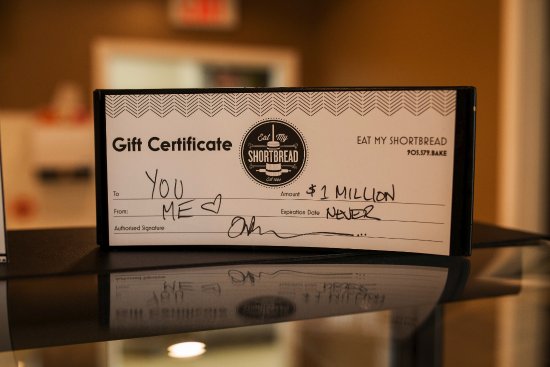 Gift Certificate
Eat My
SHORTBREAD
EAT MY SHORTBREAD
905.579.BAKE
To YOU
Amount $1 MILLION
From: ME ♡
Expiration Date NEVER
Authorised Signature